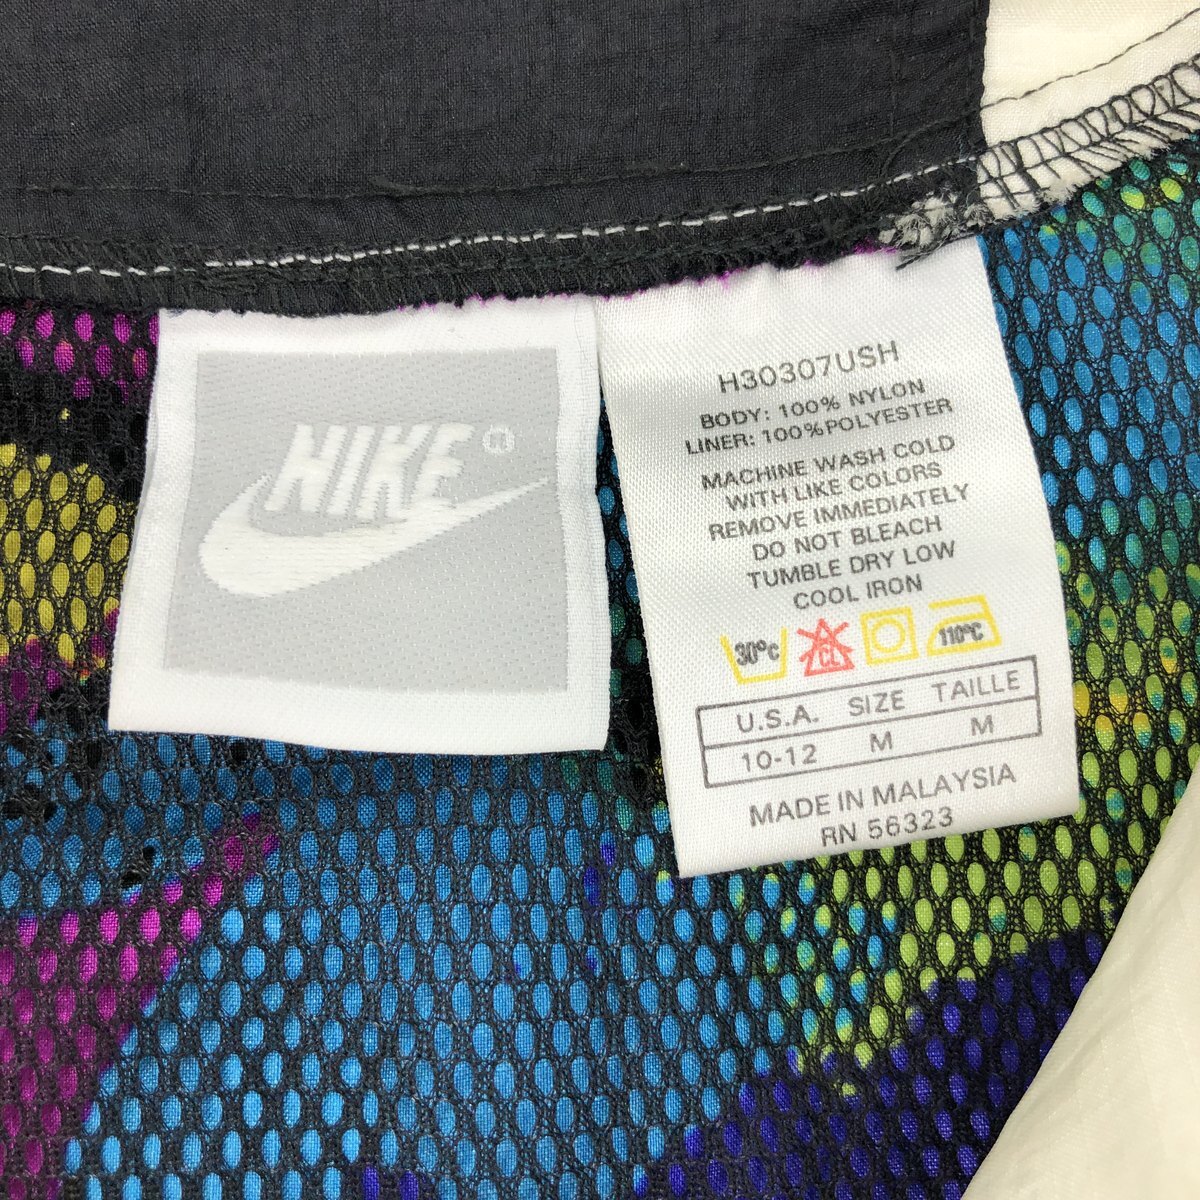 NIKE
H30307USH
BODY: 100% NYLON
LINER: 100%POLYESTER
MACHINE WASH COLD
WITH LIKE COLORS
REMOVE IMMEDIATELY
DO NOT BLEACH
TUMBLE DRY LOW
COOL IRON
30°C CL 110°C
U.S.A. SIZE TAILLE
10-12 M M
MADE IN MALAYSIA
RN 56323